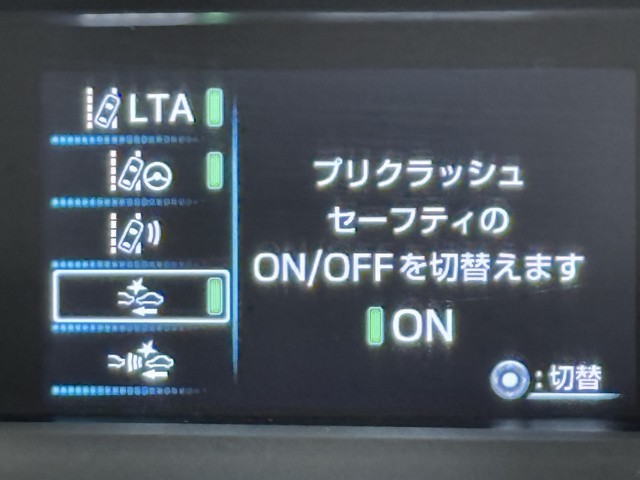 LTA
プリクラッシュ
セーフティの
ON/OFFを切替えます
ON
:切替